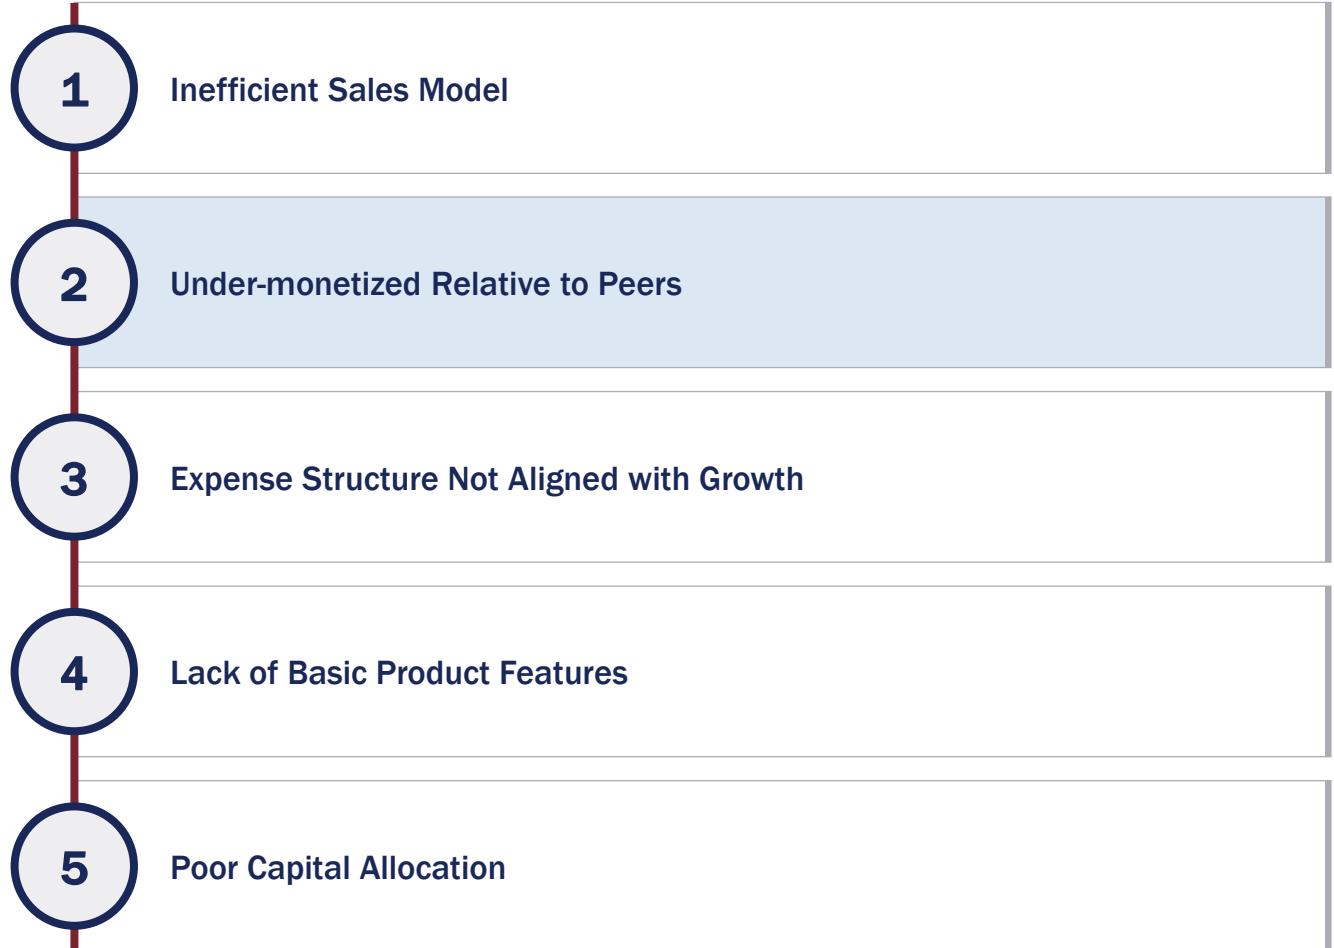 1
Inefficient Sales Model
2
Under-monetized Relative to Peers
3
Expense Structure Not Aligned with Growth
4
Lack of Basic Product Features
5
Poor Capital Allocation